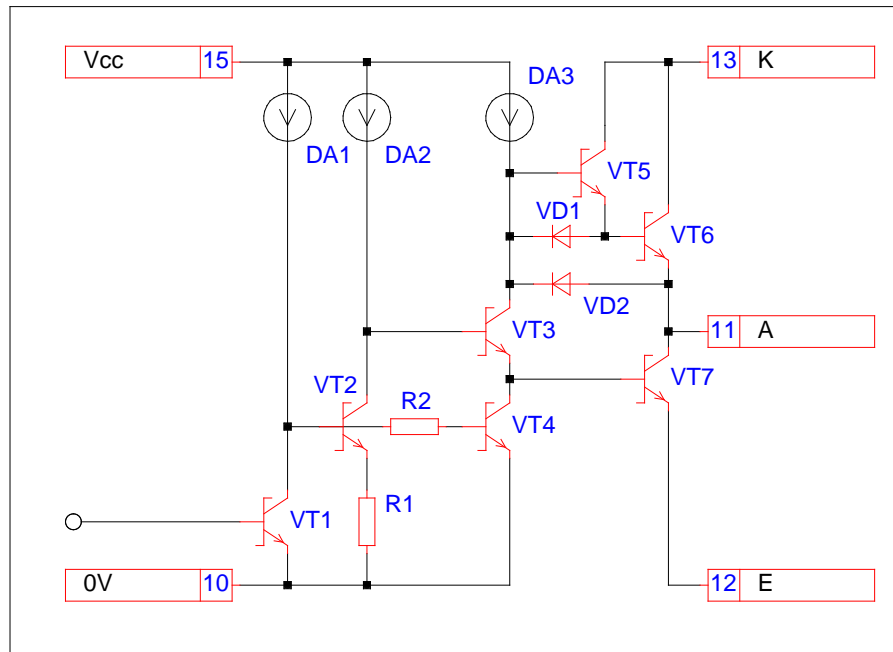 Vcc 15
13 K
DA3
DA1 DA2
VT5
VD1
VT6
VD2
11 A
VT3
VT2
VT7
R2
VT4
R1
VT1
0V 10
12 E